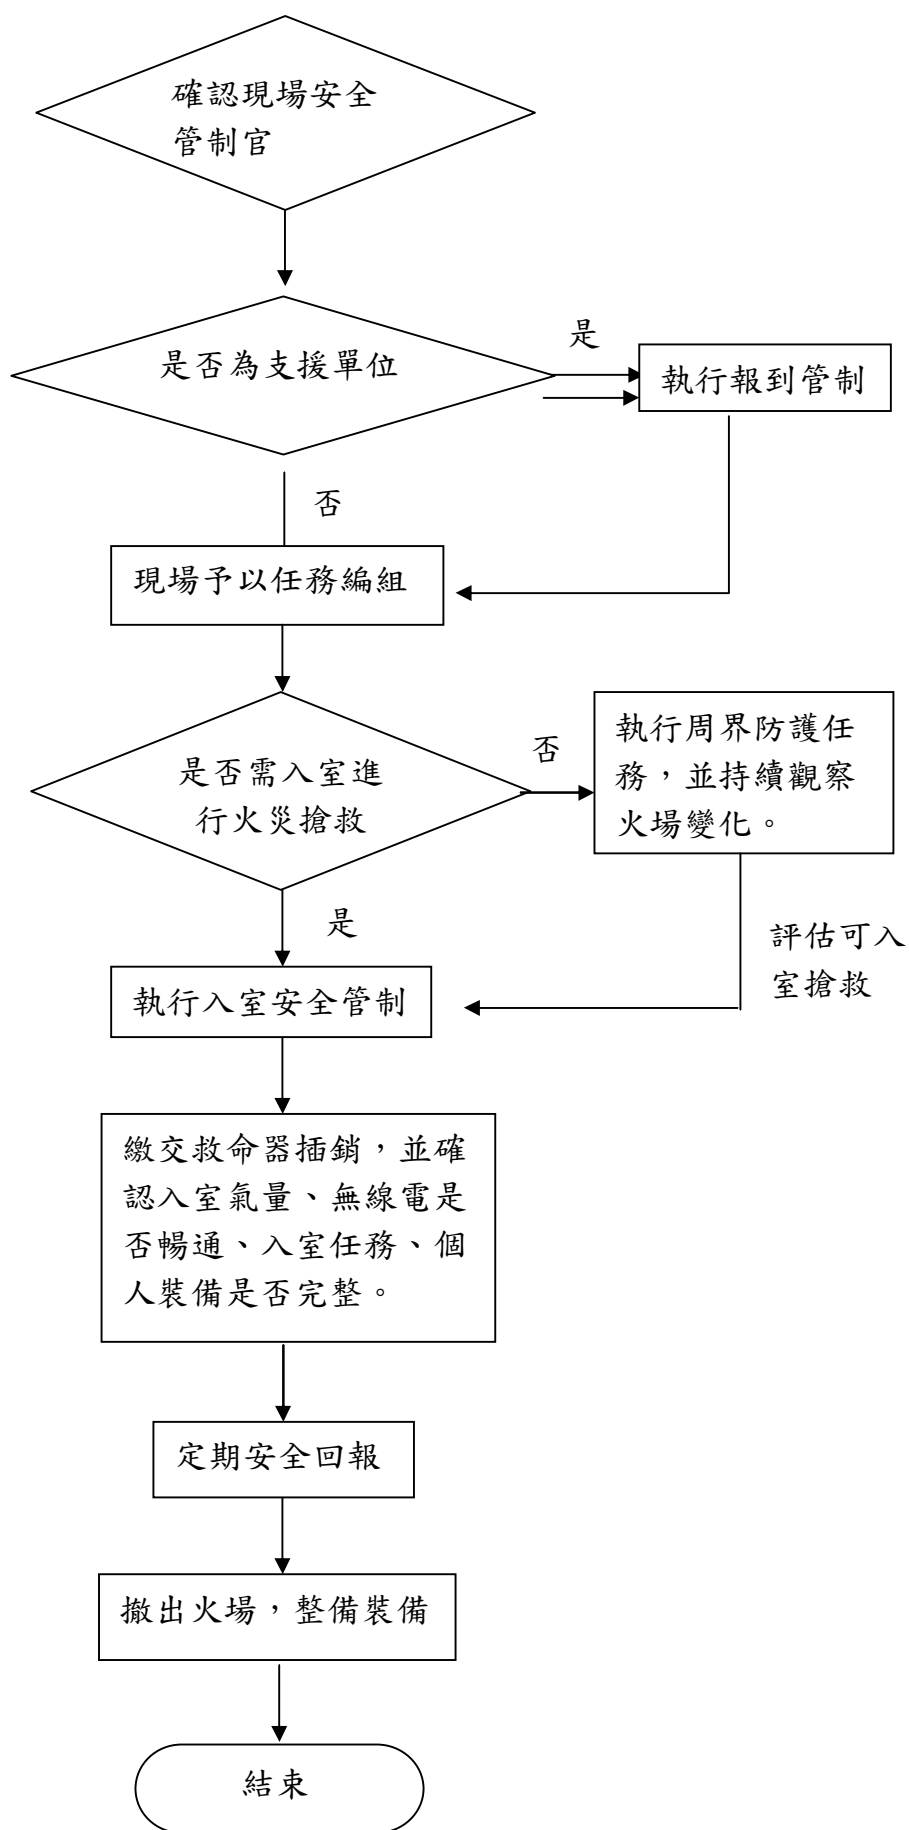 確認現場安全
管制官
是否為支援單位
是
執行報到管制
否
現場予以任務編組
是否需入室進
行火災搶救
否
執行周界防護任
務，並持續觀察
火場變化。
是
評估可入
室搶救
執行入室安全管制
繳交救命器插銷，並確
認入室氣量、無線電是
否暢通、入室任務、個
人裝備是否完整。
定期安全回報
撤出火場，整備裝備
結束